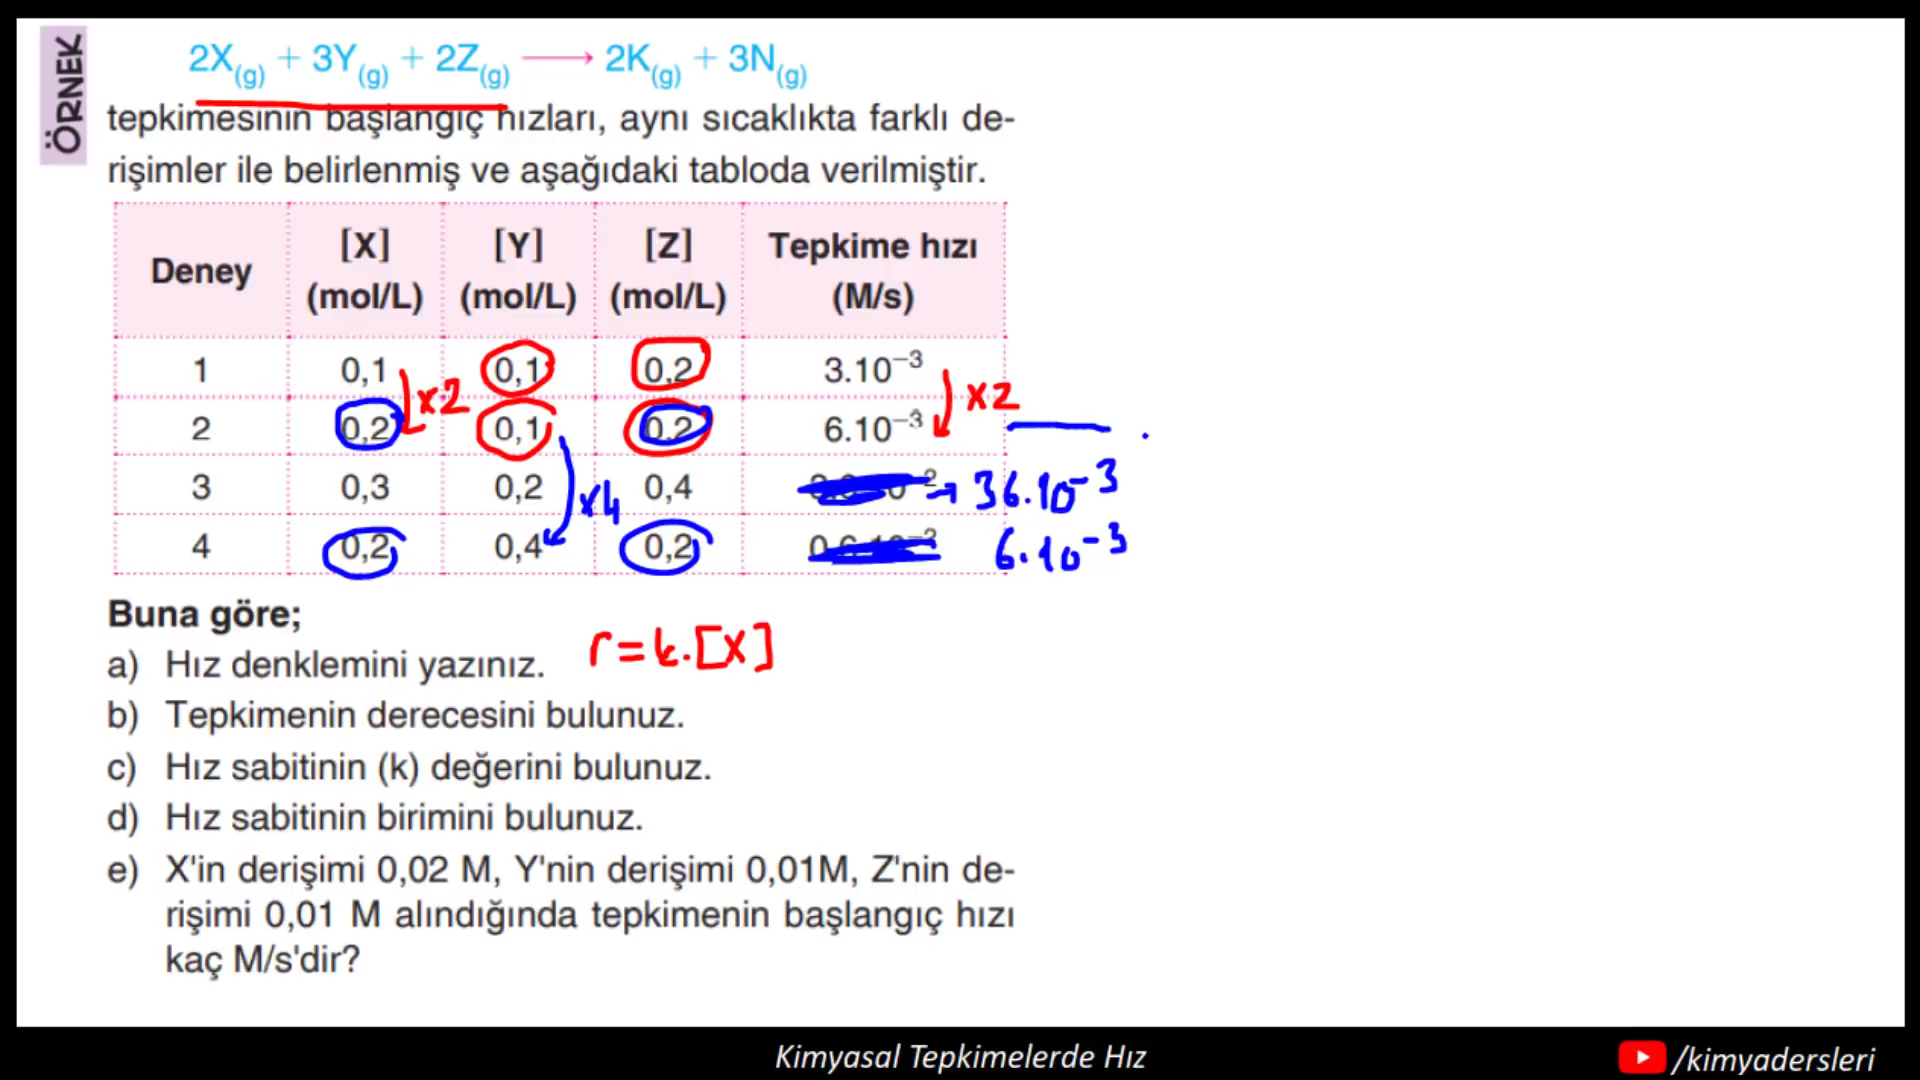 ÖRNEK
2X(g) + 3Y(g) + 2Z(g) ⟶ 2K(g) + 3N(g)
tepkimesinin başlangıç hızları, aynı sıcaklıkta farklı de-
rişimler ile belirlenmiş ve aşağıdaki tabloda verilmiştir.
Deney [X] (mol/L) [Y] (mol/L) [Z] (mol/L) Tepkime hızı (M/s)
1 0,1 0,1 0,2 3.10⁻³
x2 x2
2 0,2 0,1 0,2 6.10⁻³
3 0,3 0,2 0,4 → 36.10⁻³
x4
4 0,2 0,4 0,2 6.10⁻³
Buna göre;
a) Hız denklemini yazınız. r=k.[X]
b) Tepkimenin derecesini bulunuz.
c) Hız sabitinin (k) değerini bulunuz.
d) Hız sabitinin birimini bulunuz.
e) X'in derişimi 0,02 M, Y'nin derişimi 0,01M, Z'nin de-
rişimi 0,01 M alındığında tepkimenin başlangıç hızı
kaç M/s'dir?
Kimyasal Tepkimelerde Hız
/kimyadersleri